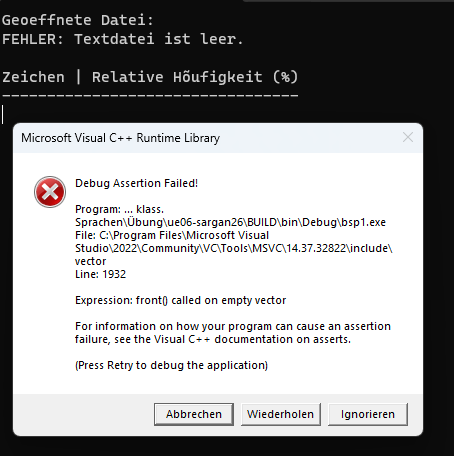 Geoeffnete Datei:
FEHLER: Textdatei ist leer.
Zeichen | Relative Hõufigkeit (%)
---------------------------------
Microsoft Visual C++ Runtime Library
Debug Assertion Failed!
Program: ... klass.
Sprachen\Übung\ue06-sargan26\BUILD\bin\Debug\bsp1.exe
File: C:\Program Files\Microsoft Visual
Studio\2022\Community\VC\Tools\MSVC\14.37.32822\include\
vector
Line: 1932
Expression: front() called on empty vector
For information on how your program can cause an assertion
failure, see the Visual C++ documentation on asserts.
(Press Retry to debug the application)
Abbrechen Wiederholen Ignorieren